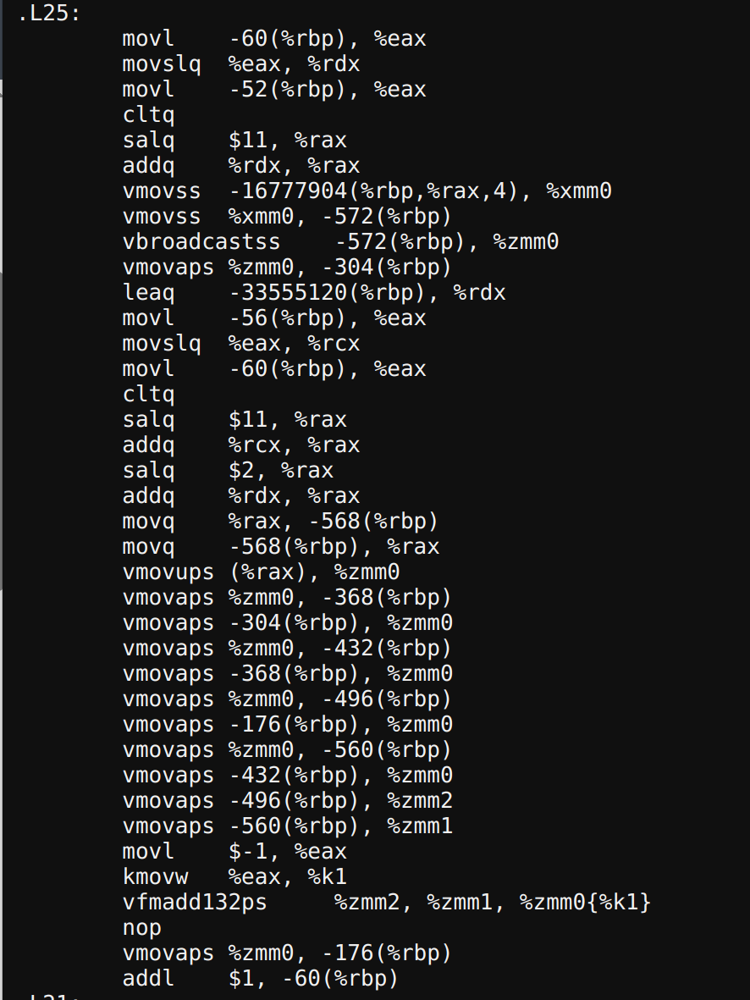 .L25:
movl -60(%rbp), %eax
movslq %eax, %rdx
movl -52(%rbp), %eax
cltq
salq $11, %rax
addq %rdx, %rax
vmovss -16777904(%rbp,%rax,4), %xmm0
vmovss %xmm0, -572(%rbp)
vbroadcastss -572(%rbp), %zmm0
vmovaps %zmm0, -304(%rbp)
leaq -33555120(%rbp), %rdx
movl -56(%rbp), %eax
movslq %eax, %rcx
movl -60(%rbp), %eax
cltq
salq $11, %rax
addq %rcx, %rax
salq $2, %rax
addq %rdx, %rax
movq %rax, -568(%rbp)
movq -568(%rbp), %rax
vmovups (%rax), %zmm0
vmovaps %zmm0, -368(%rbp)
vmovaps -304(%rbp), %zmm0
vmovaps %zmm0, -432(%rbp)
vmovaps -368(%rbp), %zmm0
vmovaps %zmm0, -496(%rbp)
vmovaps -176(%rbp), %zmm0
vmovaps %zmm0, -560(%rbp)
vmovaps -432(%rbp), %zmm0
vmovaps -496(%rbp), %zmm2
vmovaps -560(%rbp), %zmm1
movl $-1, %eax
kmovw %eax, %k1
vfmadd132ps %zmm2, %zmm1, %zmm0{%k1}
nop
vmovaps %zmm0, -176(%rbp)
addl $1, -60(%rbp)